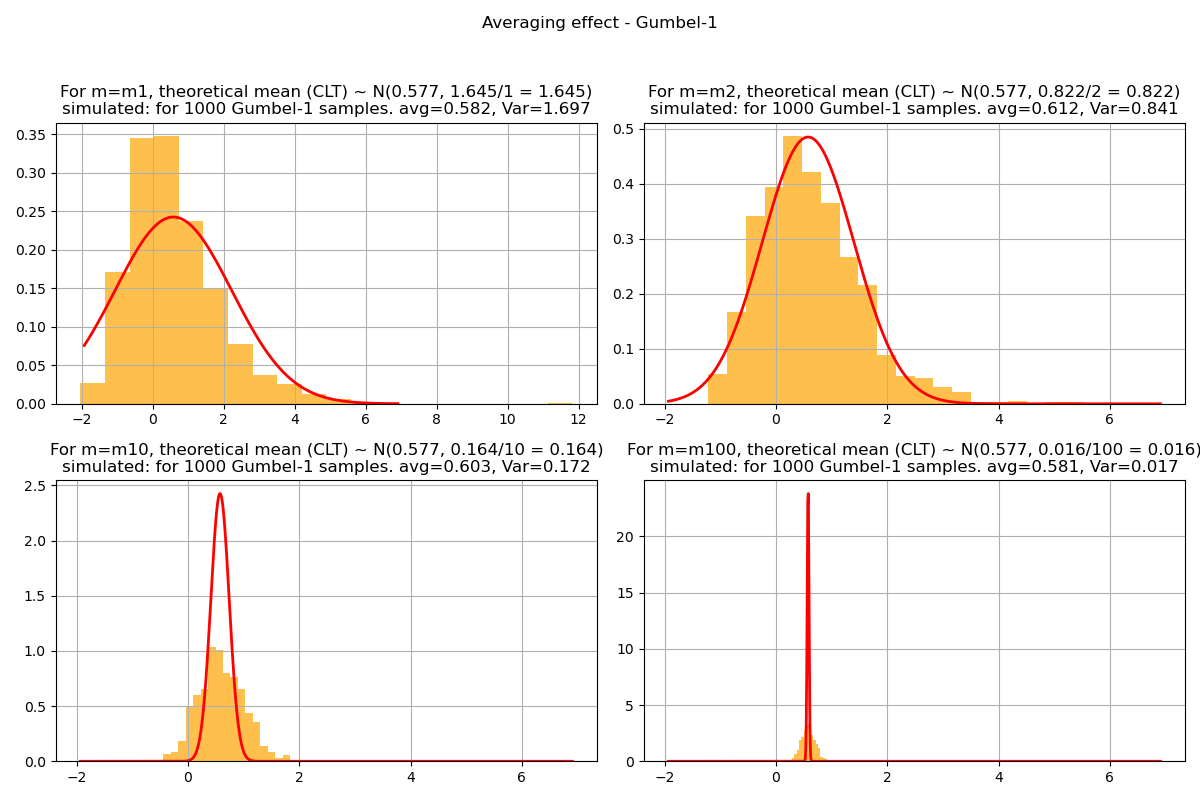 Averaging effect - Gumbel-1
For m=m1, theoretical mean (CLT) ~ N(0.577, 1.645/1 = 1.645)
simulated: for 1000 Gumbel-1 samples. avg=0.582, Var=1.697
0.35
0.30
0.25
0.20
0.15
0.10
0.05
0.00
−2 0 2 4 6 8 10 12
For m=m2, theoretical mean (CLT) ~ N(0.577, 0.822/2 = 0.822)
simulated: for 1000 Gumbel-1 samples. avg=0.612, Var=0.841
0.5
0.4
0.3
0.2
0.1
0.0
−2 0 2 4 6
For m=m10, theoretical mean (CLT) ~ N(0.577, 0.164/10 = 0.164)
simulated: for 1000 Gumbel-1 samples. avg=0.603, Var=0.172
2.5
2.0
1.5
1.0
0.5
0.0
−2 0 2 4 6
For m=m100, theoretical mean (CLT) ~ N(0.577, 0.016/100 = 0.016)
simulated: for 1000 Gumbel-1 samples. avg=0.581, Var=0.017
20
15
10
5
0
−2 0 2 4 6